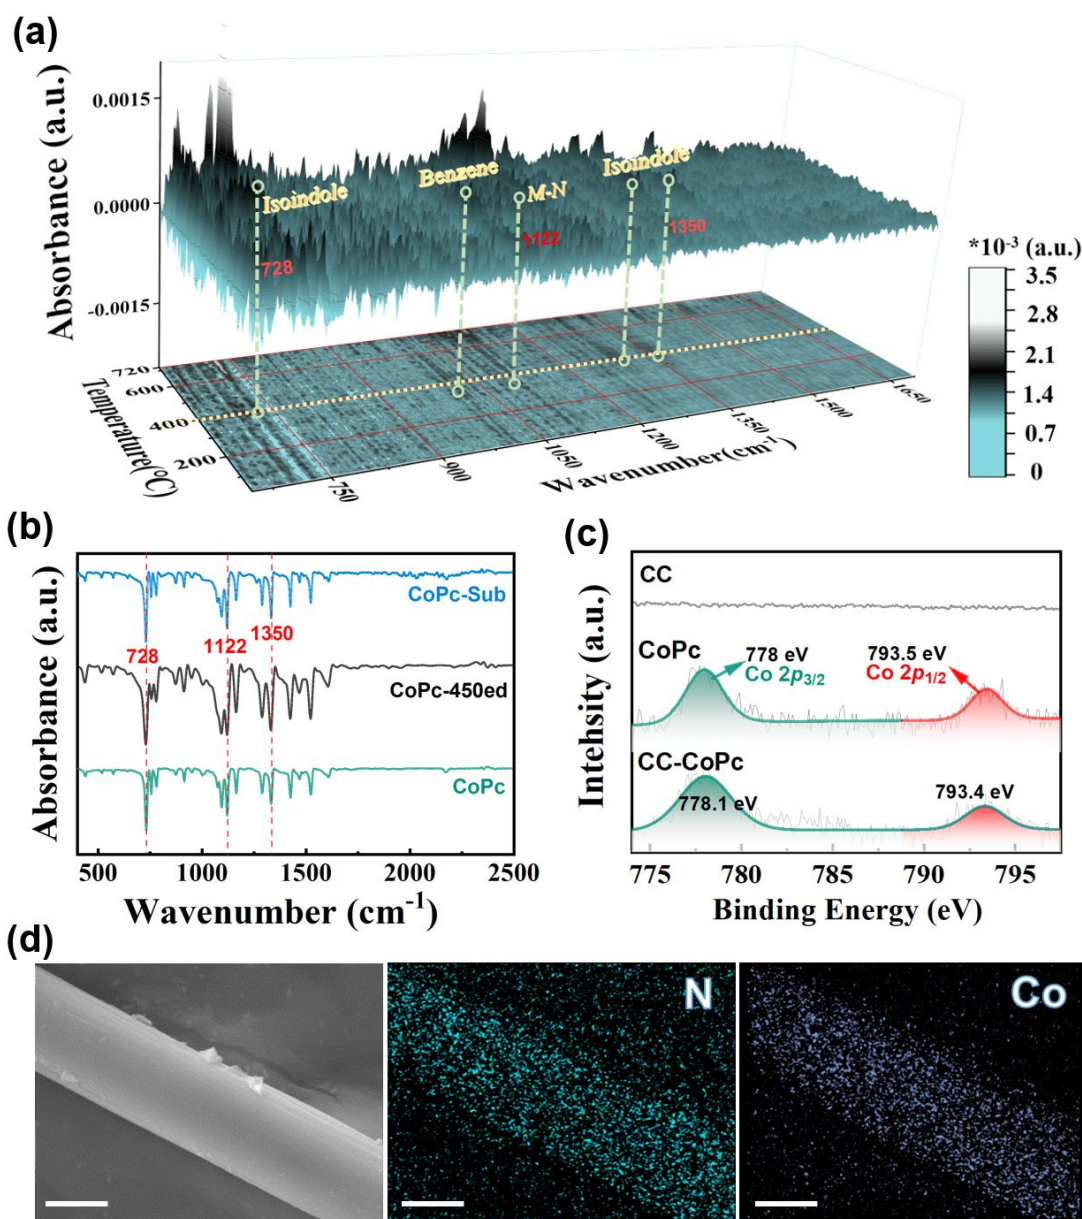 (a)
Absorbance (a.u.)
0.0015
0.0000
-0.0015
Isoindole
Benzene
M-N
Isoindole
728
1122
1350
*10-3 (a.u.)
3.5
2.8
2.1
1.4
0.7
0
720
600
400
200
Temperature(°C)
750
900
1050
1200
1350
1500
1650
Wavenumber(cm-1)
(b)
Absorbance (a.u.)
CoPc-Sub
728
1122
1350
CoPc-450ed
CoPc
500 1000 1500 2000 2500
Wavenumber (cm-1)
(c)
Intehsity (a.u.)
CC
CoPc
778 eV
Co 2p3/2
793.5 eV
Co 2p1/2
CC-CoPc
778.1 eV
793.4 eV
775 780 785 790 795
Binding Energy (eV)
(d)
N
Co